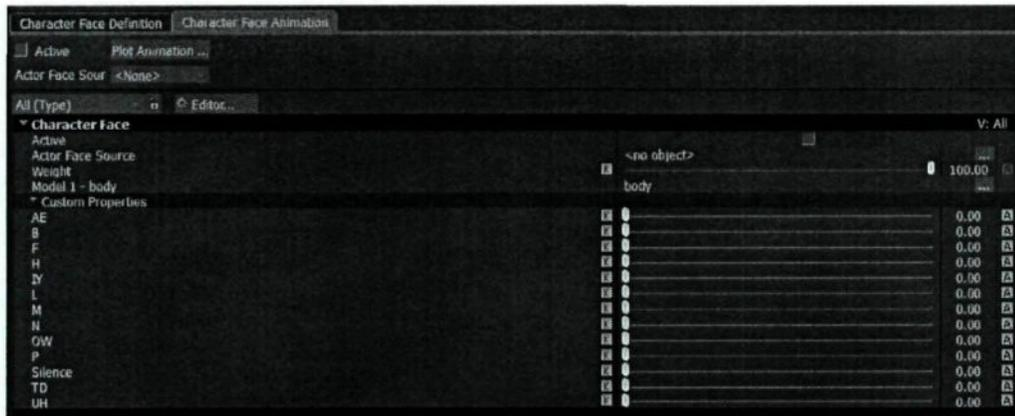 Character Face Definition Character Face Animation
Active Plot Animation ...
Actor Face Sour <None>
All (Type) Editor...
Character Face V: All
Active
Actor Face Source <no object> ...
Weight K 100.00
Model 1 - body body ...
Custom Properties
AE K 0.00 A
B K 0.00 A
F K 0.00 A
H K 0.00 A
IY K 0.00 A
L K 0.00 A
M K 0.00 A
N K 0.00 A
OW K 0.00 A
P K 0.00 A
Silence K 0.00 A
TD K 0.00 A
UH K 0.00 A